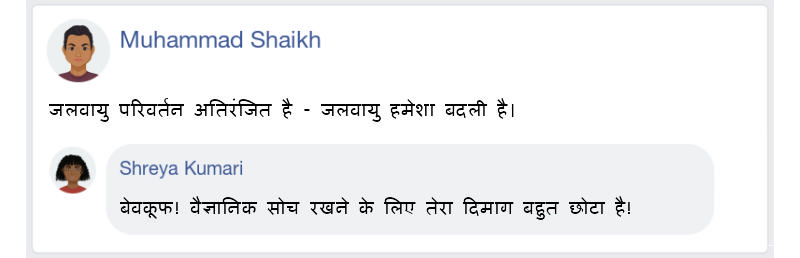 Muhammad Shaikh
जलवायु परिवर्तन अतिरंजित है - जलवायु हमेशा बदली है।
Shreya Kumari
बेवकूफ! वैज्ञानिक सोच रखने के लिए तेरा दिमाग बहुत छोटा है!